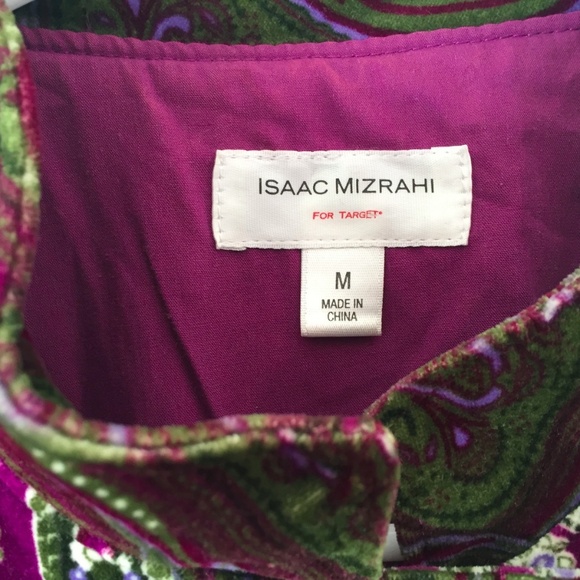 ISAAC MIZRAHI
FOR TARGET*
M
MADE IN
CHINA